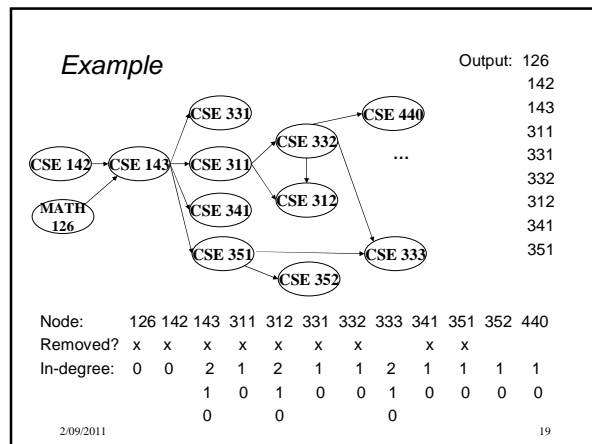 Example
Output: 126
142
143
311
331
332
312
341
351
CSE 331
CSE 440
CSE 332
CSE 142
CSE 143
CSE 311
...
MATH
126
CSE 341
CSE 312
CSE 351
CSE 333
CSE 352
Node: 126 142 143 311 312 331 332 333 341 351 352 440
Removed? x x x x x x x x x
In-degree: 0 0 2 1 2 1 1 2 1 1 1 1
1 0 1 0 0 1 0 0 0 0
0 0 0
2/09/2011
19